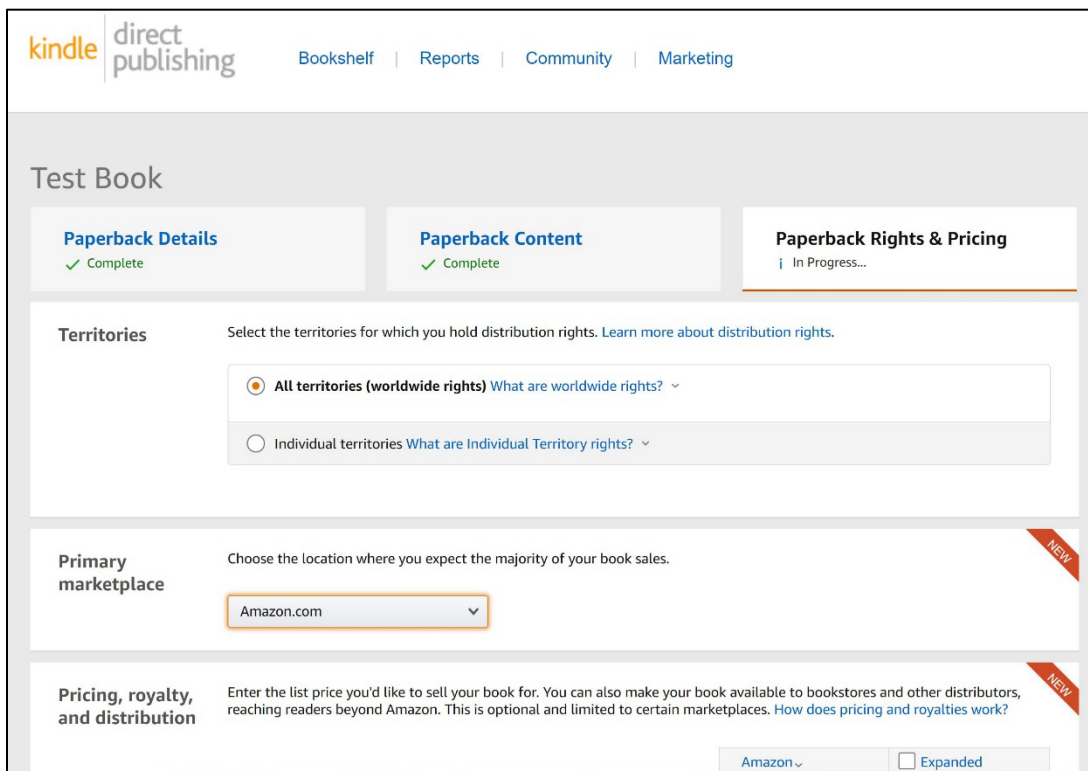 kindle direct publishing
Bookshelf | Reports | Community | Marketing
Test Book
Paperback Details
Complete
Paperback Content
Complete
Paperback Rights & Pricing
i In Progress...
Territories
Select the territories for which you hold distribution rights. Learn more about distribution rights.
All territories (worldwide rights) What are worldwide rights?
Individual territories What are Individual Territory rights?
Primary
marketplace
Choose the location where you expect the majority of your book sales.
NEW
Amazon.com
Pricing, royalty,
and distribution
Enter the list price you'd like to sell your book for. You can also make your book available to bookstores and other distributors,
reaching readers beyond Amazon. This is optional and limited to certain marketplaces. How does pricing and royalties work?
NEW
Amazon
Expanded